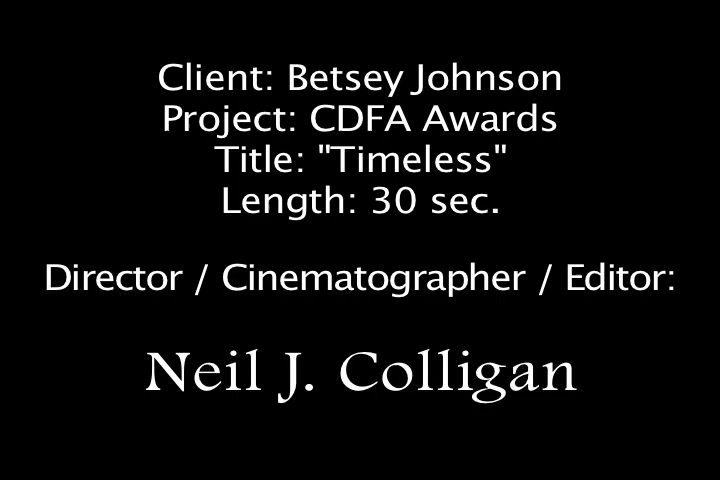 Client: Betsey Johnson
Project: CDFA Awards
Title: "Timeless"
Length: 30 sec.
Director / Cinematographer / Editor:
Neil J. Colligan